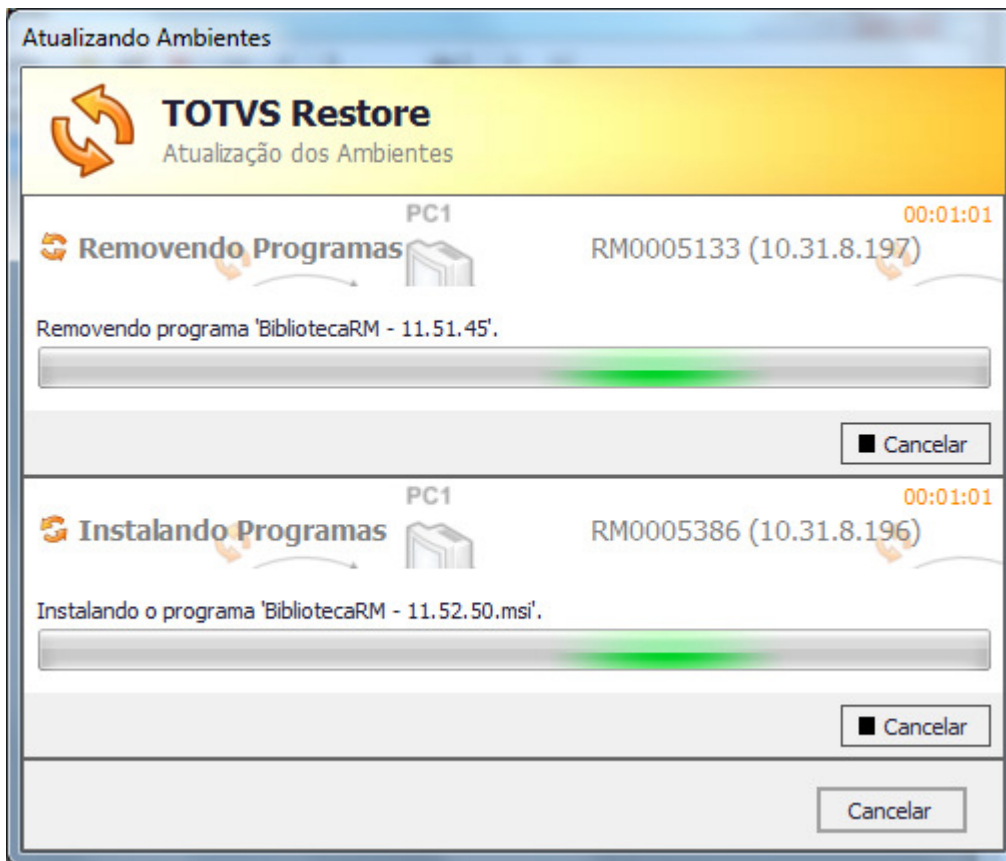 Atualizando Ambientes
TOTVS Restore
Atualização dos Ambientes
PC1
00:01:01
Removendo Programas
RM0005133 (10.31.8.197)
Removendo programa 'BibliotecaRM - 11.51.45'.
Cancelar
PC1
00:01:01
Instalando Programas
RM0005386 (10.31.8.196)
Instalando o programa 'BibliotecaRM - 11.52.50.msi'.
Cancelar
Cancelar